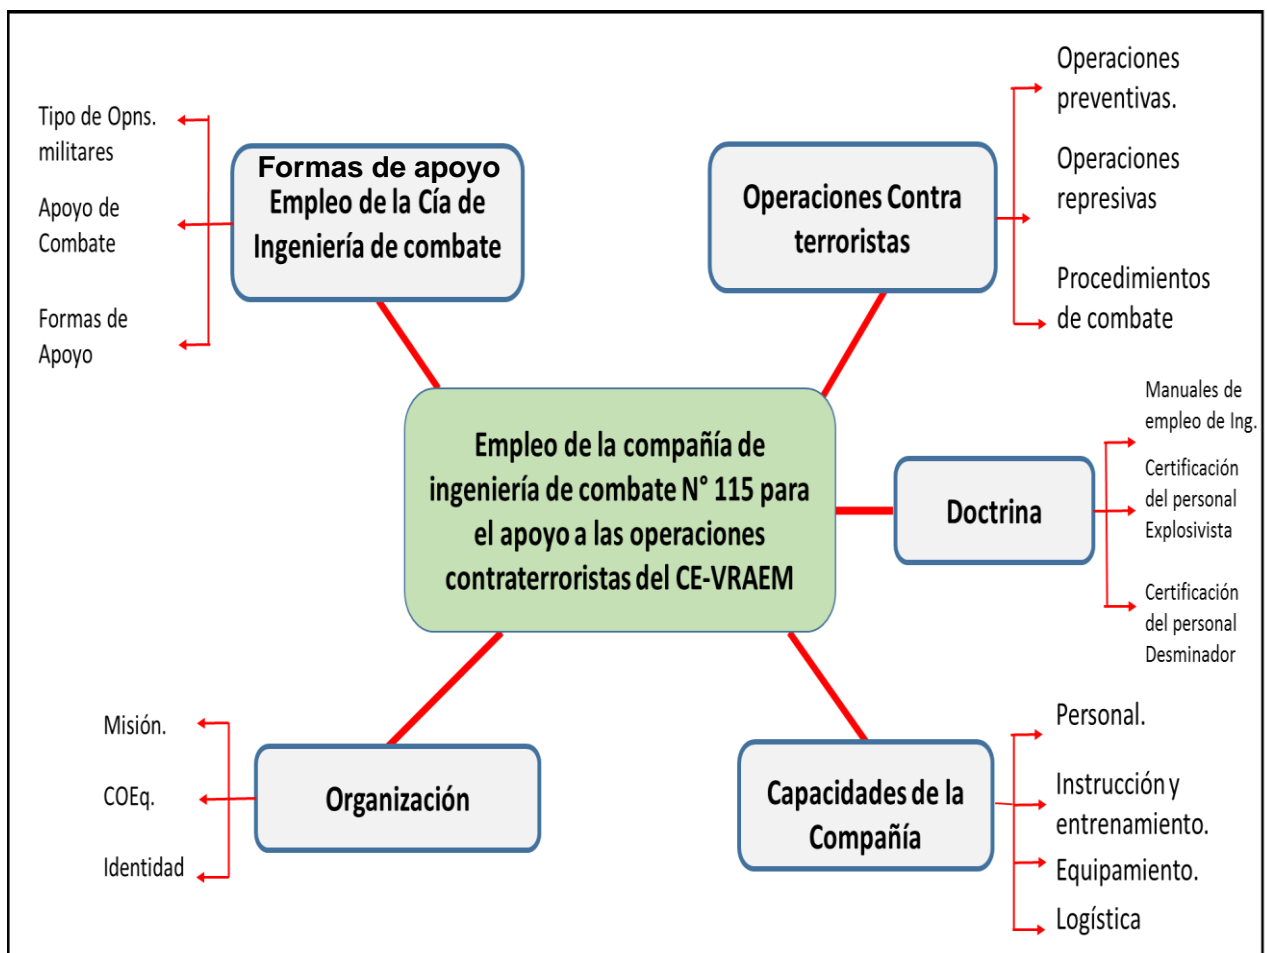 Tipo de Opns.
militares
Apoyo de
Combate
Formas de
Apoyo
Formas de apoyo
Empleo de la Cía de
Ingeniería de combate
Operaciones Contra
terroristas
Operaciones
preventivas.
Operaciones
represivas
Procedimientos
de combate
Empleo de la compañía de
ingeniería de combate N° 115 para
el apoyo a las operaciones
contraterroristas del CE-VRAEM
Doctrina
Manuales de
empleo de Ing.
Certificación
del personal
Explosivista
Certificación
del personal
Desminador
Misión.
COEq.
Identidad
Organización
Capacidades de la
Compañía
Personal.
Instrucción y
entrenamiento.
Equipamiento.
Logística